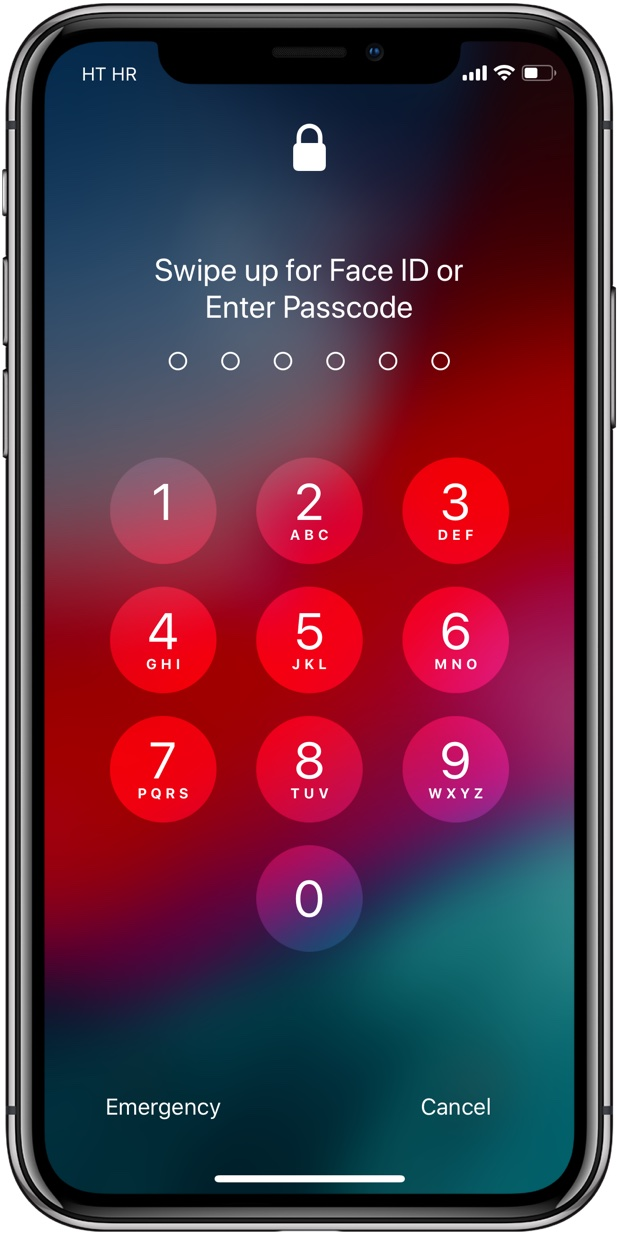 HT HR
Swipe up for Face ID or
Enter Passcode
1
2
ABC
3
DEF
4
GHI
5
JKL
6
MNO
7
PQRS
8
TUV
9
WXYZ
0
Emergency
Cancel